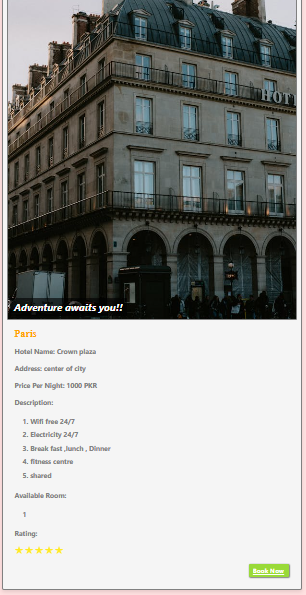 HOTE
Adventure awaits you!!
Paris
Hotel Name: Crown plaza
Address: center of city
Price Per Night: 1000 PKR
Description:
1. Wifi free 24/7
2. Electricity 24/7
3. Break fast ,lunch , Dinner
4. fitness centre
5. shared
Available Room:
1
Rating:
★★★★★
Book Now